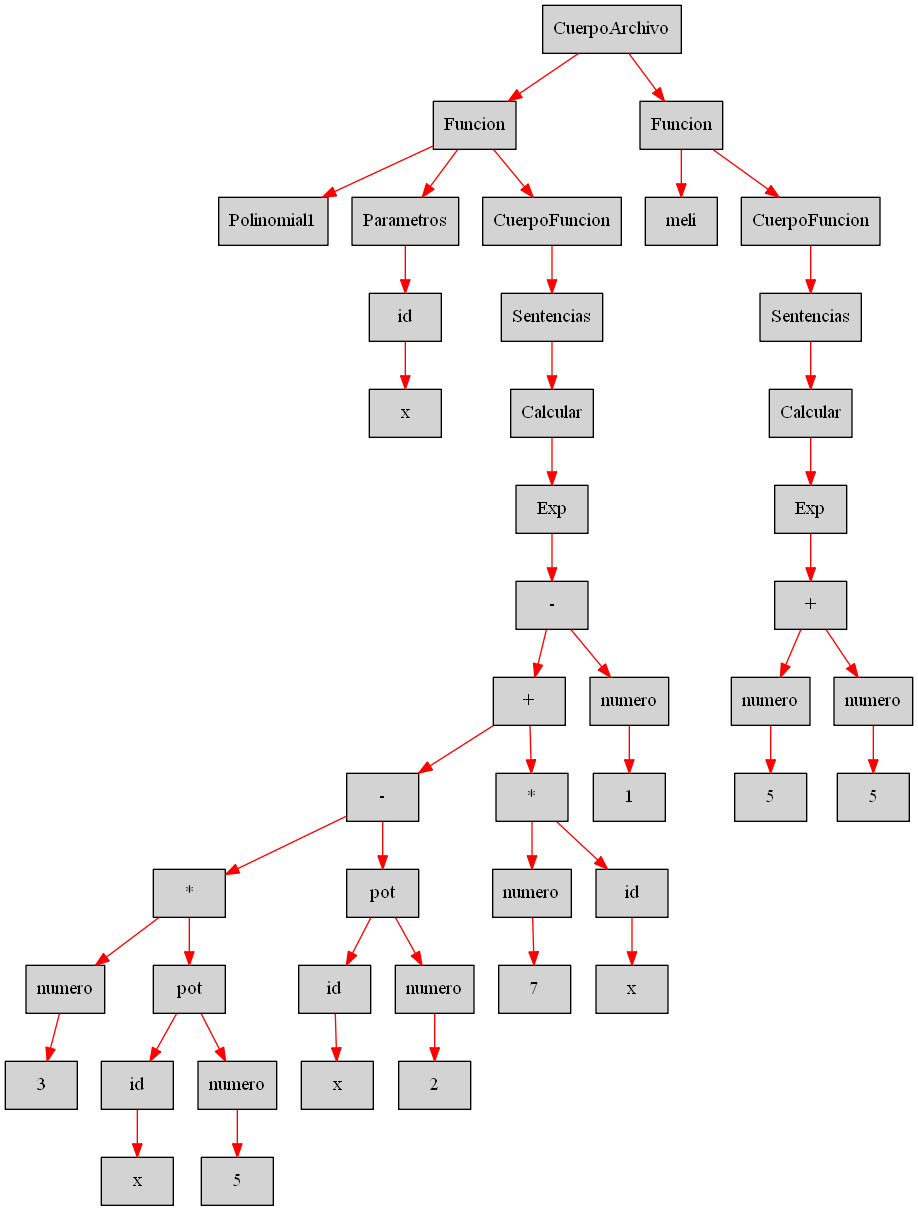 CuerpoArchivo
Funcion Funcion
Polinomial1 Parametros CuerpoFuncion meli CuerpoFuncion
id Sentencias Sentencias
x Calcular Calcular
Exp Exp
- +
+ numero numero numero
- * 1 5 5
* pot numero id
numero pot id numero 7 x
3 id numero x 2
x 5